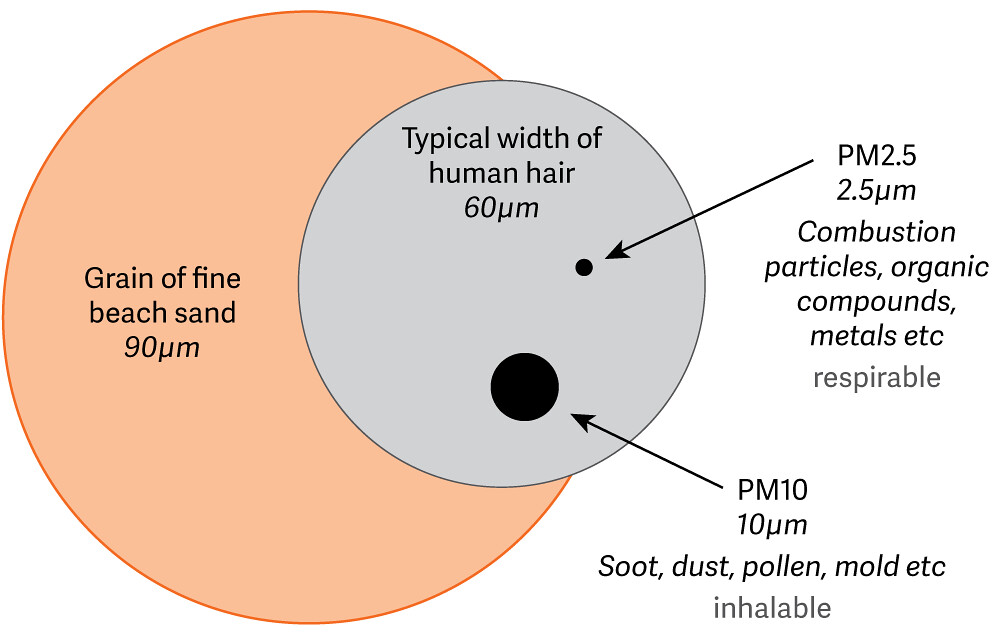 Typical width of
human hair
60µm
Grain of fine
beach sand
90µm
PM2.5
2.5µm
Combustion
particles, organic
compounds,
metals etc
respirable
PM10
10µm
Soot, dust, pollen, mold etc
inhalable